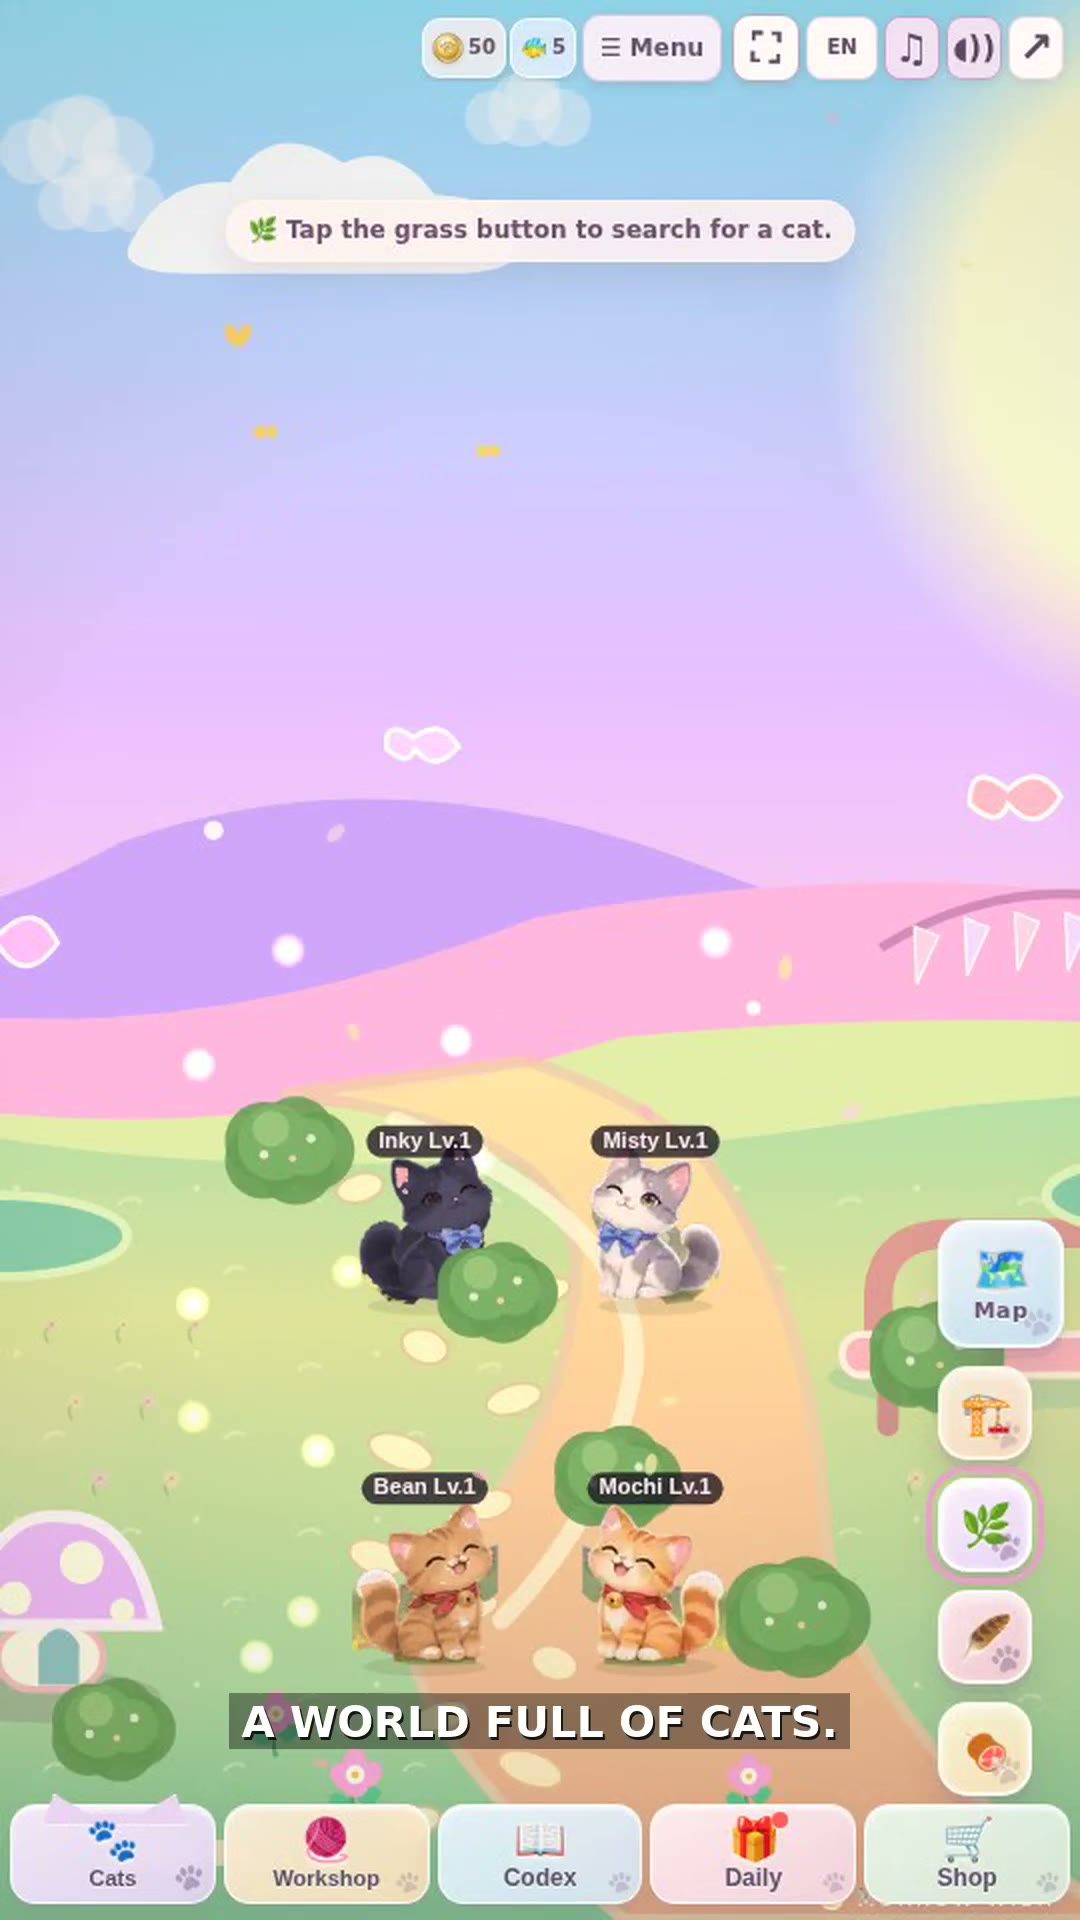 50
5
☰ Menu
EN
Tap the grass button to search for a cat.
Inky Lv.1
Misty Lv.1
Map
Bean Lv.1
Mochi Lv.1
A WORLD FULL OF CATS.
Cats
Workshop
Codex
Daily
Shop